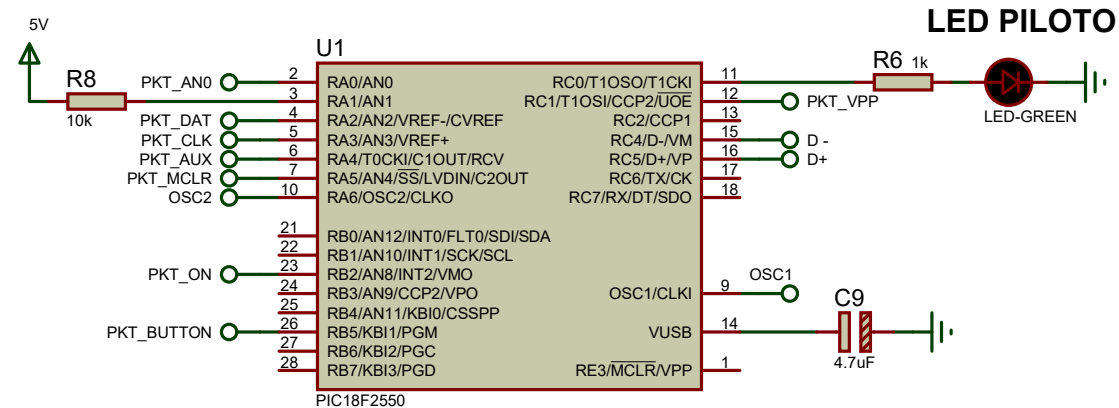 LED PILOTO
5V
U1
R8
10k
PKT_AN0
PKT_DAT
PKT_CLK
PKT_AUX
PKT_MCLR
OSC2
PKT_ON
PKT_BUTTON
2 RA0/AN0
3 RA1/AN1
4 RA2/AN2/VREF-/CVREF
5 RA3/AN3/VREF+
6 RA4/T0CKI/C1OUT/RCV
7 RA5/AN4/SS/LVDIN/C2OUT
10 RA6/OSC2/CLKO
21 RB0/AN12/INT0/FLT0/SDI/SDA
22 RB1/AN10/INT1/SCK/SCL
23 RB2/AN8/INT2/VMO
24 RB3/AN9/CCP2/VPO
25 RB4/AN11/KBI0/CSSPP
26 RB5/KBI1/PGM
27 RB6/KBI2/PGC
28 RB7/KBI3/PGD
RC0/T1OSO/T1CKI 11
RC1/T1OSI/CCP2/UOE 12
RC2/CCP1 13
RC4/D-/VM 15
RC5/D+/VP 16
RC6/TX/CK 17
RC7/RX/DT/SDO 18
OSC1/CLKI 9
VUSB 14
RE3/MCLR/VPP 1
PIC18F2550
R6 1k
LED-GREEN
PKT_VPP
D -
D+
OSC1
C9
4.7uF